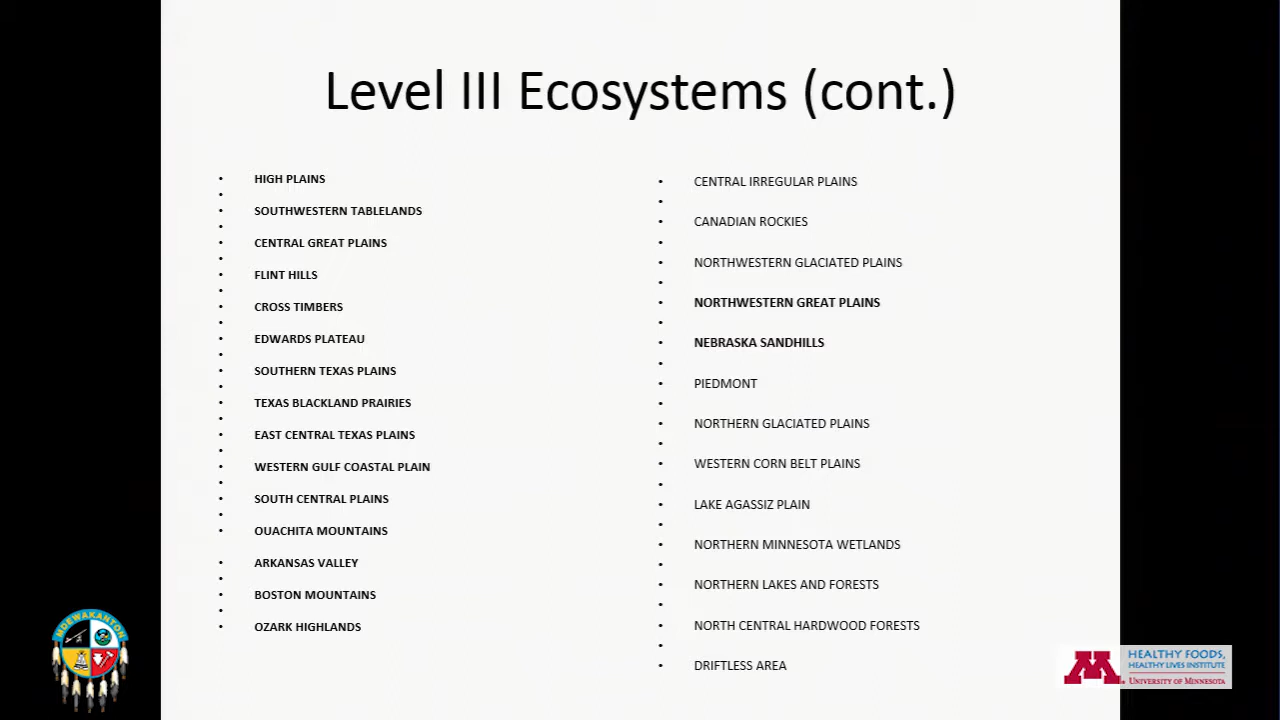 Level III Ecosystems (cont.)
• HIGH PLAINS
•
• SOUTHWESTERN TABLELANDS
•
• CENTRAL GREAT PLAINS
•
• FLINT HILLS
•
• CROSS TIMBERS
•
• EDWARDS PLATEAU
•
• SOUTHERN TEXAS PLAINS
•
• TEXAS BLACKLAND PRAIRIES
•
• EAST CENTRAL TEXAS PLAINS
•
• WESTERN GULF COASTAL PLAIN
•
• SOUTH CENTRAL PLAINS
•
• OUACHITA MOUNTAINS
• ARKANSAS VALLEY
•
• BOSTON MOUNTAINS
•
• OZARK HIGHLANDS
• CENTRAL IRREGULAR PLAINS
•
• CANADIAN ROCKIES
•
• NORTHWESTERN GLACIATED PLAINS
•
• NORTHWESTERN GREAT PLAINS
•
• NEBRASKA SANDHILLS
•
• PIEDMONT
•
• NORTHERN GLACIATED PLAINS
•
• WESTERN CORN BELT PLAINS
•
• LAKE AGASSIZ PLAIN
•
• NORTHERN MINNESOTA WETLANDS
•
• NORTHERN LAKES AND FORESTS
•
• NORTH CENTRAL HARDWOOD FORESTS
•
• DRIFTLESS AREA
MDEWAKANTON
M
HEALTHY FOODS,
HEALTHY LIVES INSTITUTE
UNIVERSITY OF MINNESOTA